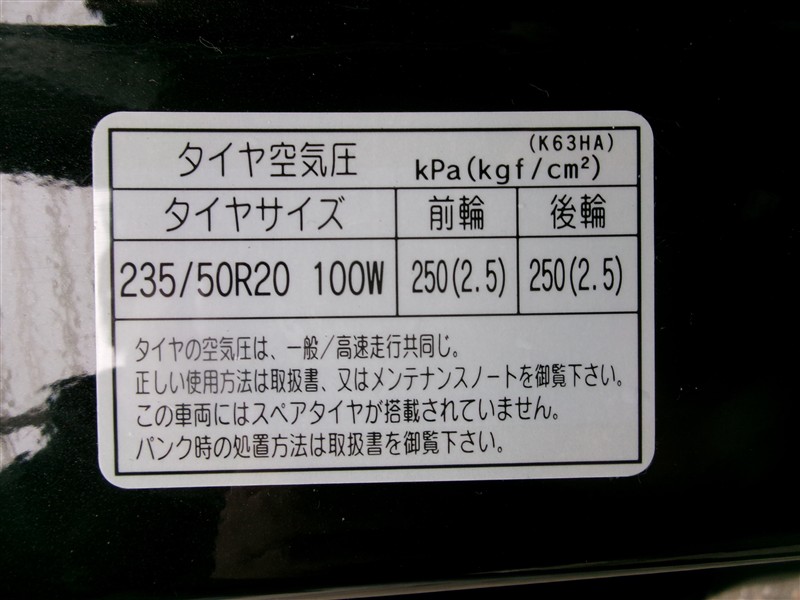 (K63HA)
タイヤ空気圧 kPa(kgf/cm²)
タイヤサイズ 前輪 後輪
235/50R20 100W 250(2.5) 250(2.5)
タイヤの空気圧は、一般/高速走行共同じ。
正しい使用方法は取扱書、又はメンテナンスノートを御覧下さい。
この車両にはスペアタイヤが搭載されていません。
パンク時の処置方法は取扱書を御覧下さい。